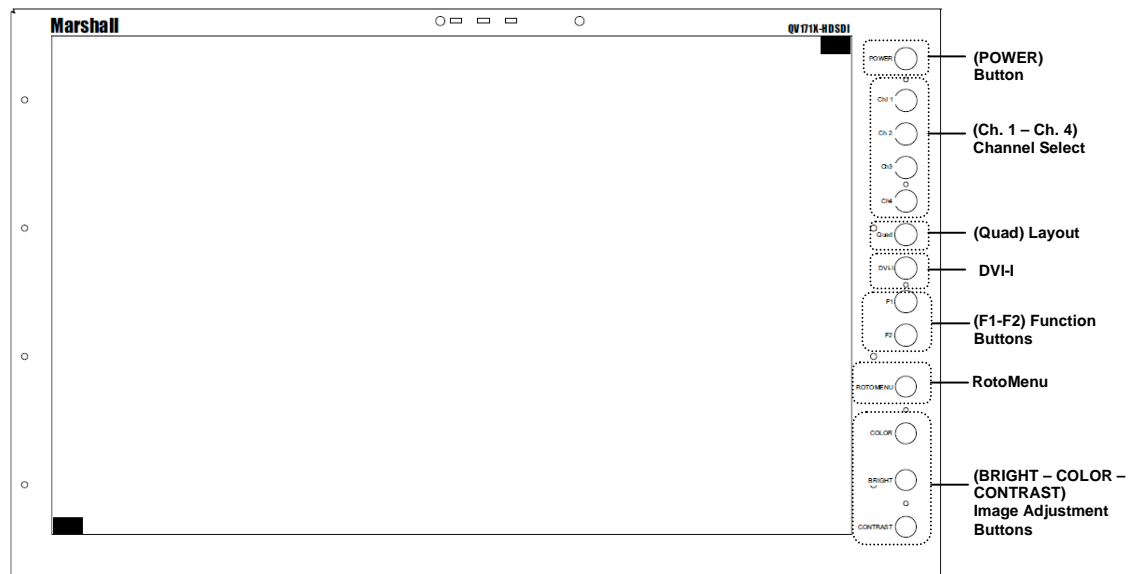 Marshall
QV171X-HDSDI
POWER
(POWER)
Button
CH 1
Ch 2
Ch3
Ch4
(Ch. 1 – Ch. 4)
Channel Select
Quad
(Quad) Layout
DVI-I
DVI-I
F1
F2
(F1-F2) Function
Buttons
ROTOMENU
RotoMenu
COLOR
BRIGHT
CONTRAST
(BRIGHT – COLOR –
CONTRAST)
Image Adjustment
Buttons